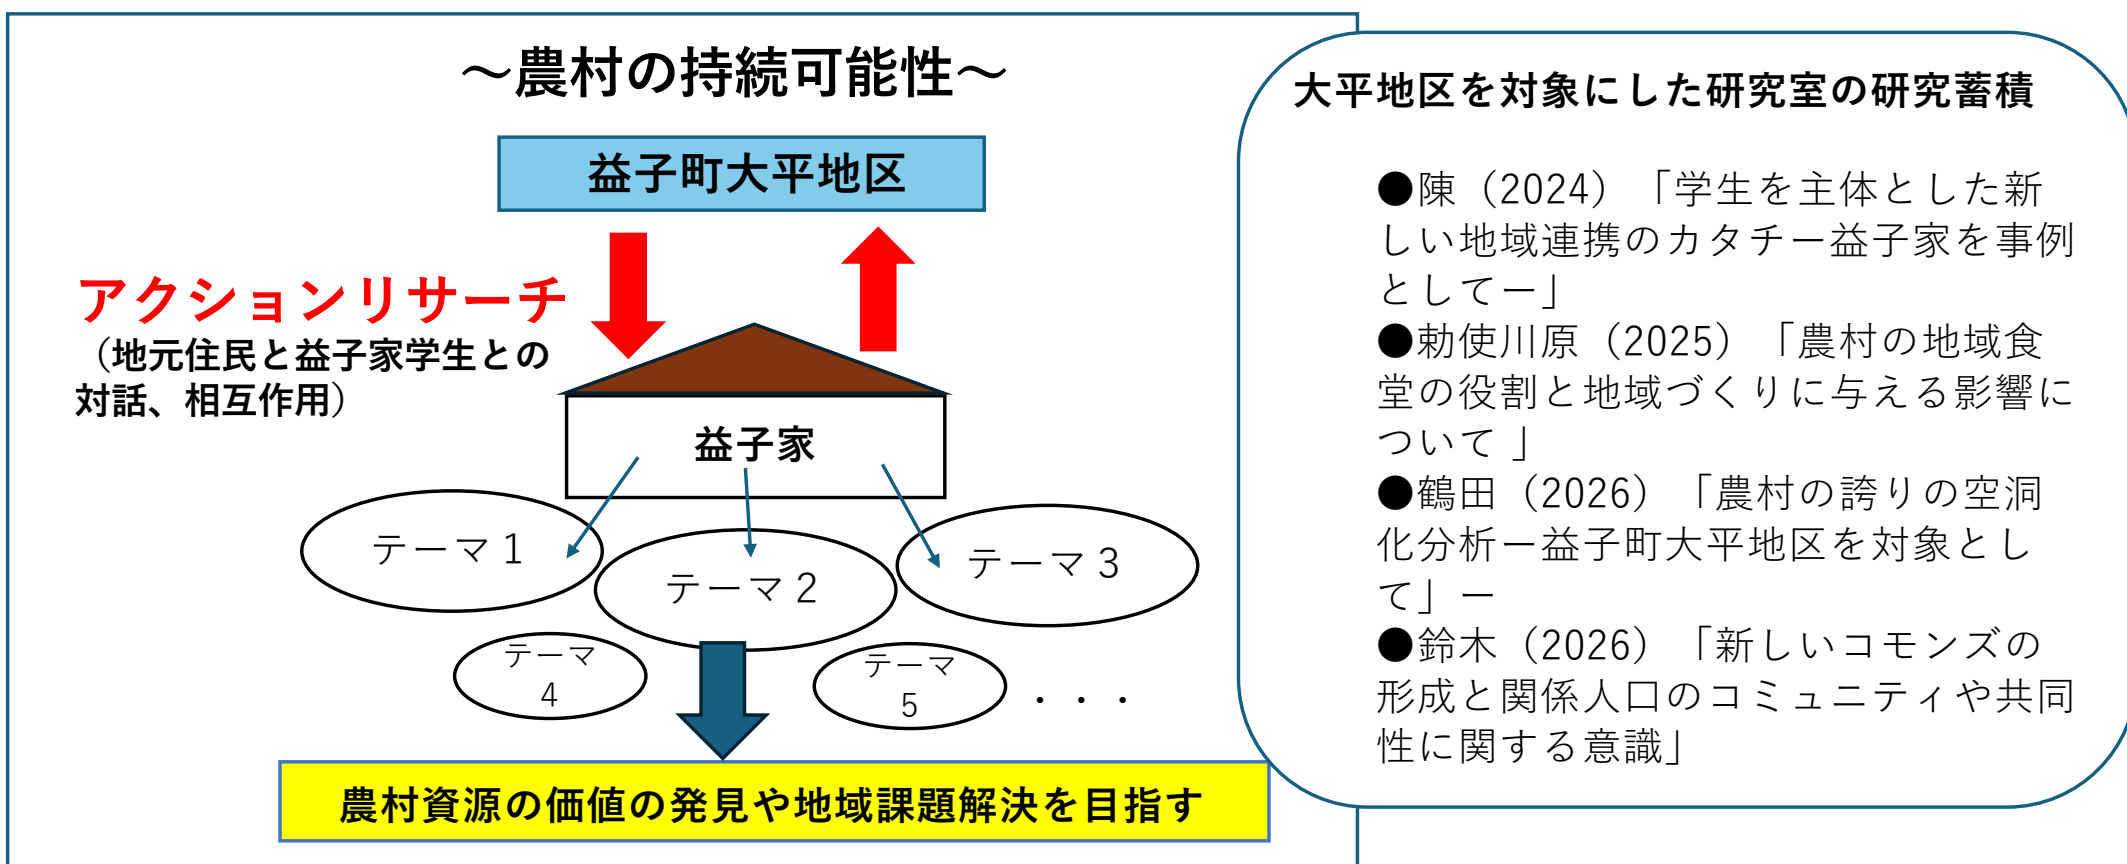 ～農村の持続可能性～
益子町大平地区
アクションリサーチ
（地元住民と益子家学生との
対話、相互作用）
益子家
テーマ１
テーマ２
テーマ３
テーマ
4
テーマ
5
・・・
農村資源の価値の発見や地域課題解決を目指す
大平地区を対象にした研究室の研究蓄積
●陳（2024）「学生を主体とした新
しい地域連携のカタチー益子家を事例
としてー」
●勅使川原（2025）「農村の地域食
堂の役割と地域づくりに与える影響に
ついて 」
●鶴田（2026）「農村の誇りの空洞
化分析ー益子町大平地区を対象とし
て」ー
●鈴木（2026）「新しいコモンズの
形成と関係人口のコミュニティや共同
性に関する意識」